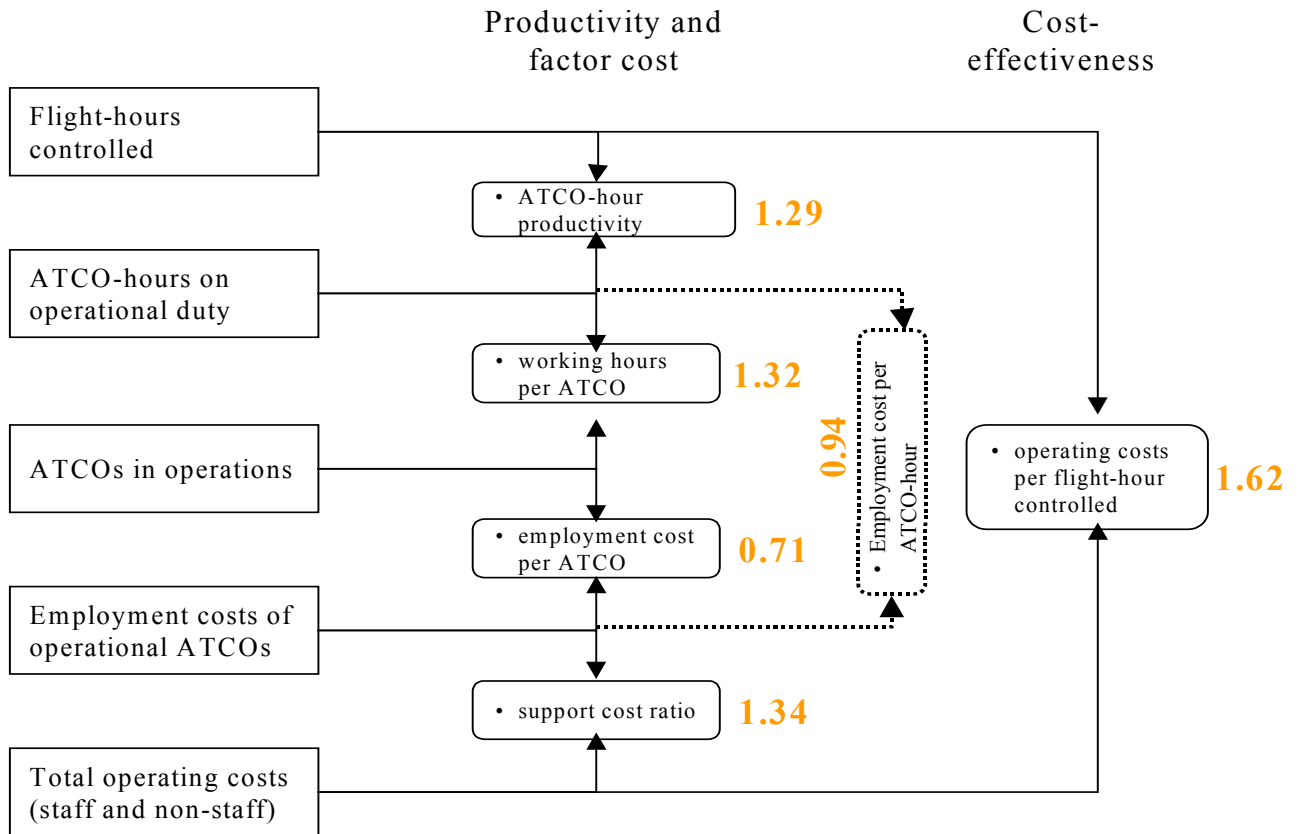 Productivity and
factor cost
Cost-
effectiveness
Flight-hours
controlled
• ATCO-hour
productivity
1.29
ATCO-hours on
operational duty
• working hours
per ATCO
1.32
• Employment cost per
ATCO-hour
0.94
ATCOs in operations
• operating costs
per flight-hour
controlled
1.62
• employment cost
per ATCO
0.71
Employment costs of
operational ATCOs
• support cost ratio
1.34
Total operating costs
(staff and non-staff)